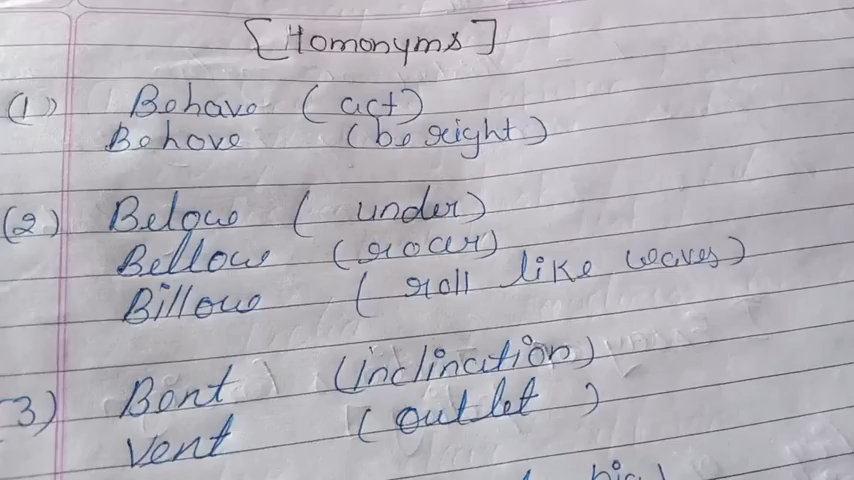 [Homonyms]
(1) Behave (act)
Behove (be right)
(2) Below (under)
Bellow (roar)
Billow (roll like waves)
3) Bent (inclination)
Vent (outlet)